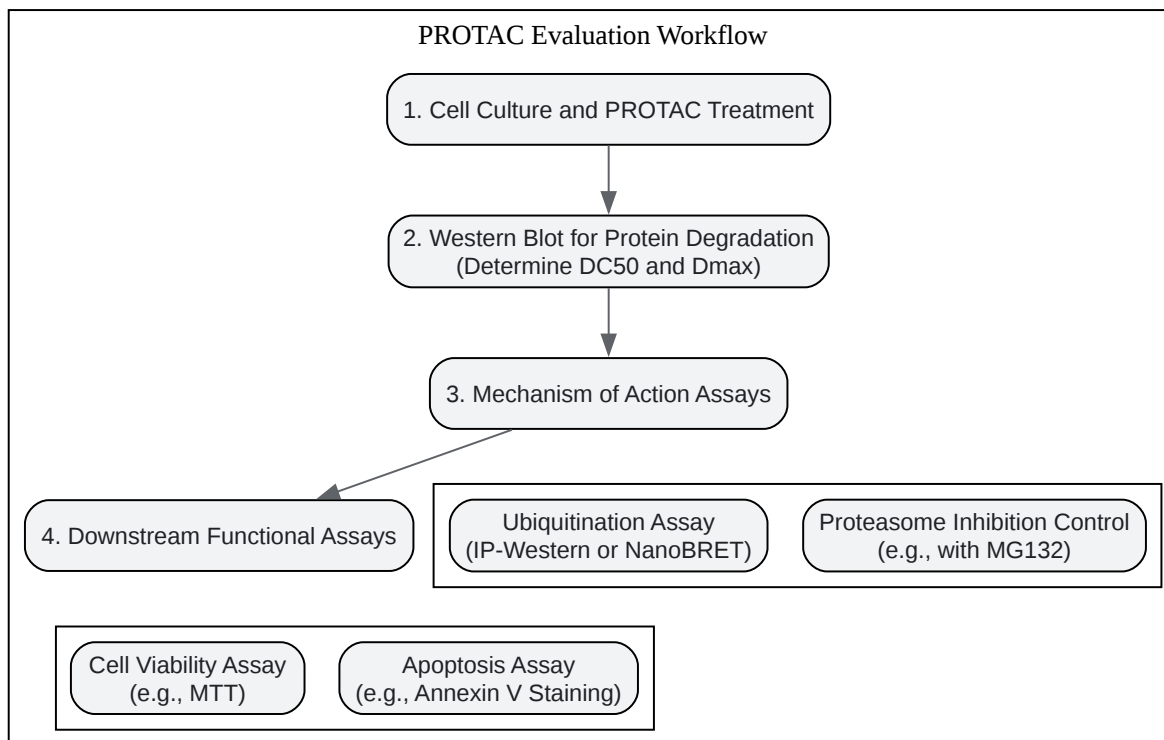 PROTAC Evaluation Workflow
1. Cell Culture and PROTAC Treatment
2. Western Blot for Protein Degradation
(Determine DC50 and Dmax)
3. Mechanism of Action Assays
4. Downstream Functional Assays
Ubiquitination Assay
(IP-Western or NanoBRET)
Proteasome Inhibition Control
(e.g., with MG132)
Cell Viability Assay
(e.g., MTT)
Apoptosis Assay
(e.g., Annexin V Staining)